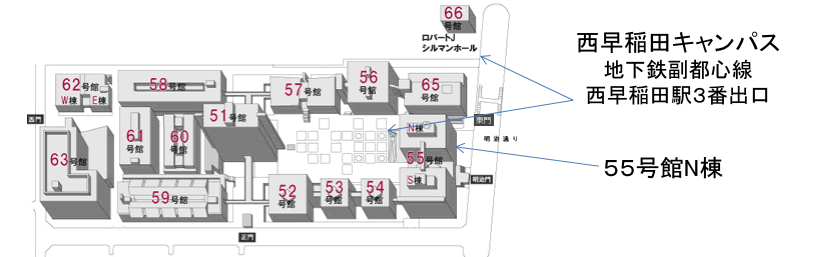 66
号館
ロバートJ
シルマンホール
西早稲田キャンパス
地下鉄副都心線
西早稲田駅３番出口
62号館
W棟 E棟
58号館
57号館
56
号館
65
号館
51号館
61
号館
60
号館
西門
63号館
N棟
東門
明治通り
55号館
S棟
明治門
５５号館N棟
59号館
52
号館
53
号館
54
号館
正門